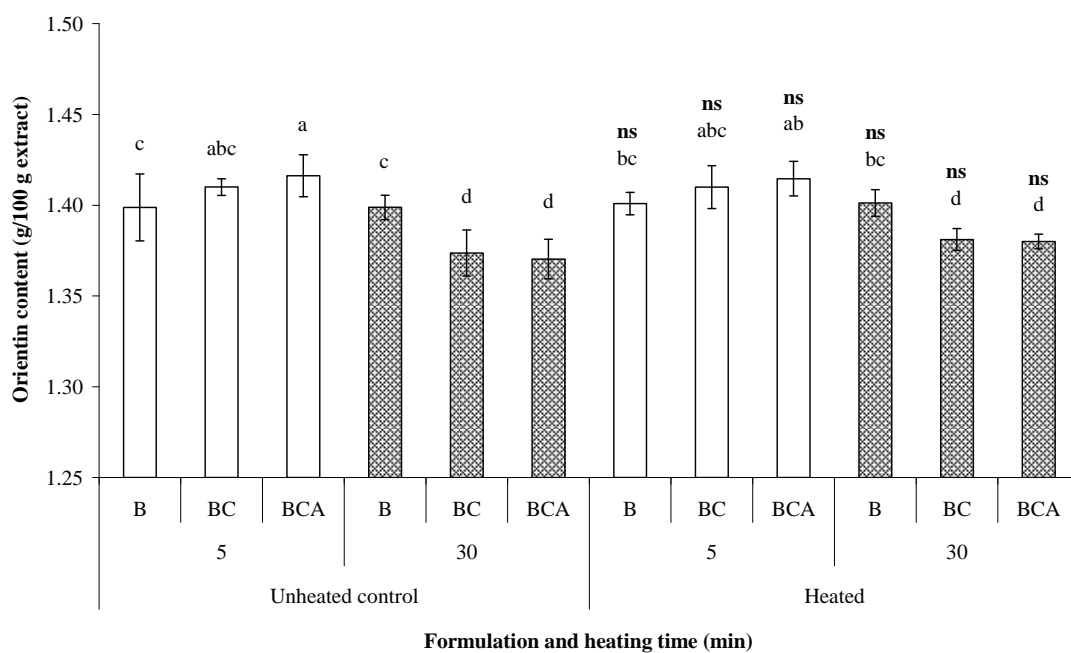 Orientin content (g/100 g extract)
1.50
1.45
1.40
1.35
1.30
1.25
c
abc
a
c
d
d
ns
bc
ns
abc
ns
ab
ns
bc
ns
d
ns
d
B BC BCA B BC BCA B BC BCA B BC BCA
5 30 5 30
Unheated control Heated
Formulation and heating time (min)